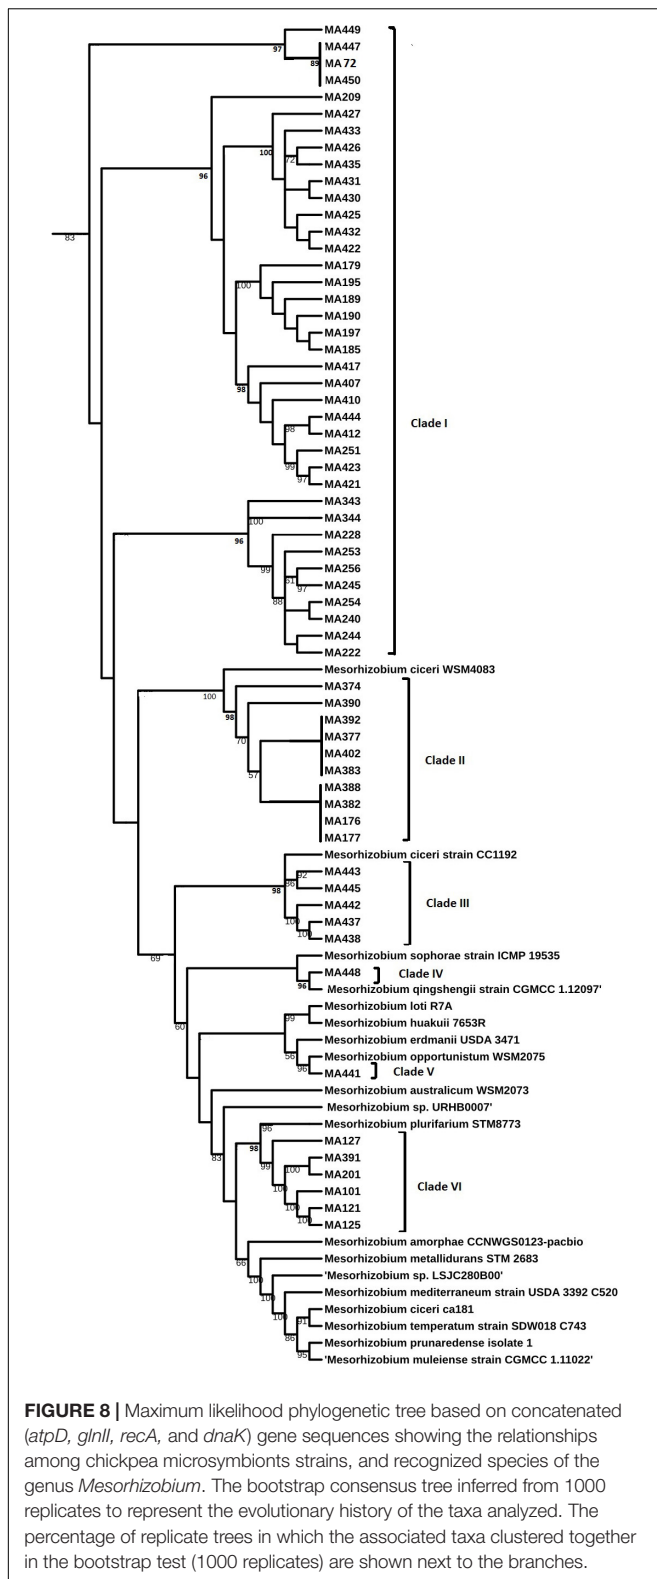 MA449
97
MA447
89
MA72
MA450
MA209
MA427
MA433
100
MA426
72
MA435
96
MA431
MA430
MA425
MA432
83
MA422
MA179
100
MA195
MA189
MA190
MA197
MA185
MA417
98
MA407
MA410
MA444
98
MA412
Clade I
MA251
99
MA423
97
MA421
MA343
100
MA344
96
MA228
99
MA253
MA256
61
MA245
97
88
MA254
MA240
MA244
MA222
Mesorhizobium ciceri WSM4083
100
MA374
98
MA390
70
MA392
MA377
MA402
57
MA383
Clade II
MA388
MA382
MA176
MA177
Mesorhizobium ciceri strain CC1192
92
MA443
98
86
MA445
MA442
100
MA437
100
MA438
Clade III
69
Mesorhizobium sophorae strain ICMP 19535
MA448
Clade IV
96
Mesorhizobium qingshengii strain CGMCC 1.12097'
Mesorhizobium loti R7A
99
60
Mesorhizobium huakuii 7653R
Mesorhizobium erdmanii USDA 3471
56
Mesorhizobium opportunistum WSM2075
96
MA441
Clade V
Mesorhizobium australicum WSM2073
Mesorhizobium sp. URHB0007'
Mesorhizobium plurifarium STM8773
96
98
MA127
83
99
MA391
100
MA201
100
MA101
100
MA121
100
MA125
Clade VI
Mesorhizobium amorphae CCNWGS0123-pacbio
66
Mesorhizobium metallidurans STM 2683
100
'Mesorhizobium sp. LSJC280B00'
100
Mesorhizobium mediterraneum strain USDA 3392 C520
100
Mesorhizobium ciceri ca181
91
Mesorhizobium temperatum strain SDW018 C743
86
Mesorhizobium prunaredense isolate 1
95
'Mesorhizobium muleiense strain CGMCC 1.11022'
FIGURE 8 | Maximum likelihood phylogenetic tree based on concatenated
(atpD, glnII, recA, and dnaK) gene sequences showing the relationships
among chickpea microsymbionts strains, and recognized species of the
genus Mesorhizobium. The bootstrap consensus tree inferred from 1000
replicates to represent the evolutionary history of the taxa analyzed. The
percentage of replicate trees in which the associated taxa clustered together
in the bootstrap test (1000 replicates) are shown next to the branches.